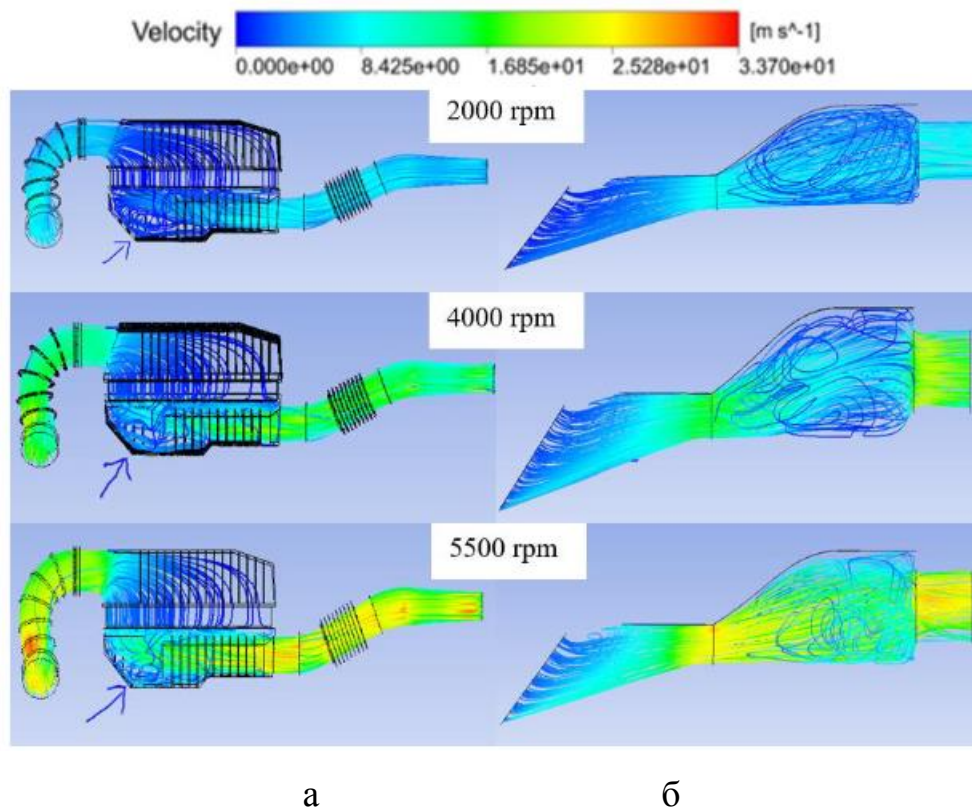 Velocity [m s^-1]
0.000e+00 8.425e+00 1.685e+01 2.528e+01 3.370e+01
2000 rpm
4000 rpm
5500 rpm
а б